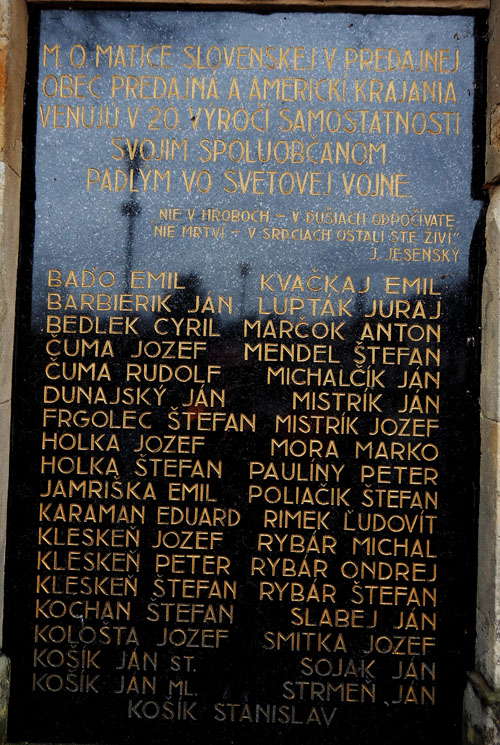 M. O MATICE SLOVENSKEJ V PREDAJNEJ
OBEC PREDAJNÁ A AMERICKÍ KRAJANIA
VENUJÚ V 20. VÝROČÍ SAMOSTATNOSTI
SVOJIM SPOLUOBČANOM
PADLÝM VO SVETOVEJ VOJNE.
„NIE V HROBOCH, – V DUŠIACH ODPOČÍVATE,
NIE MRTVI – V SRDCIACH OSTALI STE ŽIVÍ."
J. JESENSKÝ
BAĎO EMIL KVAČKAJ EMIL
BARBIERIK JÁN LUPTÁK JURAJ
BEDLEK CYRIL MARČOK ANTON
ČUMA JOZEF MENDEL ŠTEFAN
ČUMA RUDOLF MICHALČÍK JÁN
DUNAJSKÝ JÁN MISTRÍK JÁN
FRGOLEC ŠTEFAN MISTRÍK JOZEF
HOLKA JOZEF MORA MARKO
HOLKA ŠTEFAN PAULÍNY PETER
JAMRIŠKA EMIL POLIAČIK ŠTEFAN
KARAMAN EDUARD RIMEK ĽUDOVÍT
KLESKEŇ JOZEF RYBÁR MICHAL
KLESKEŇ PETER RYBÁR ONDREJ
KLESKEŇ ŠTEFAN RYBÁR ŠTEFAN
KOCHAN ŠTEFAN SLABEJ JÁN
KOLOŠTA JOZEF SMITKA JOZEF
KOŠÍK JÁN ST. SOJAK JÁN
KOŠÍK JÁN ML. STRMEŇ JÁN
KOŠÍK STANISLAV